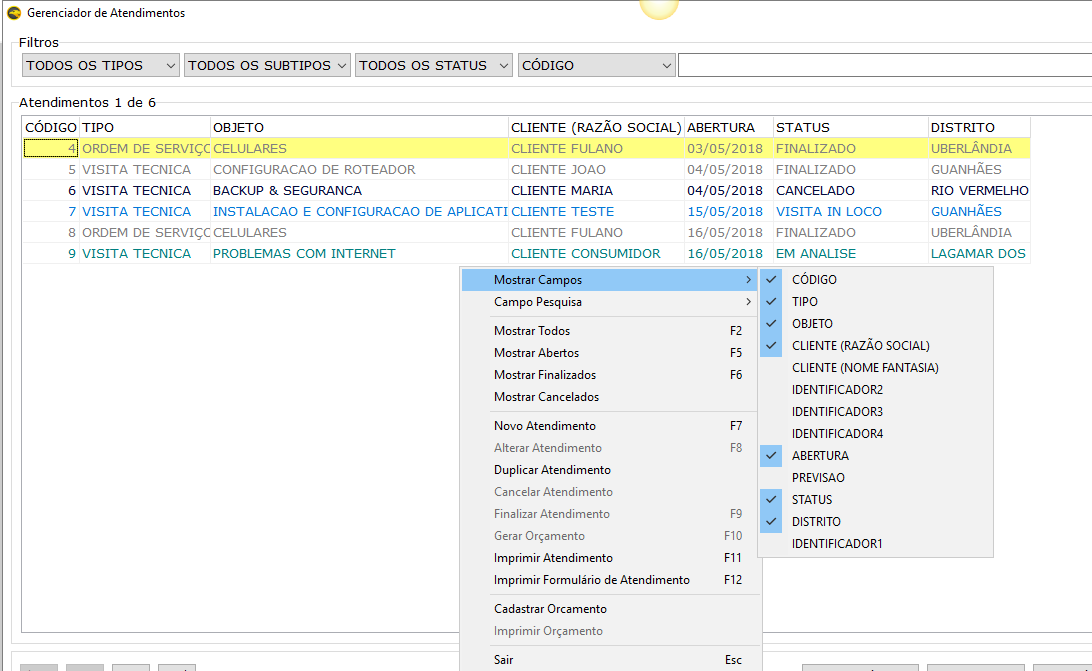 Gerenciador de Atendimentos
Filtros
TODOS OS TIPOS TODOS OS SUBTIPOS TODOS OS STATUS CÓDIGO
Atendimentos 1 de 6
CÓDIGO TIPO OBJETO CLIENTE (RAZÃO SOCIAL) ABERTURA STATUS DISTRITO
4 ORDEM DE SERVIÇO CELULARES CLIENTE FULANO 03/05/2018 FINALIZADO UBERLÂNDIA
5 VISITA TECNICA CONFIGURACAO DE ROTEADOR CLIENTE JOAO 04/05/2018 FINALIZADO GUANHÃES
6 VISITA TECNICA BACKUP & SEGURANCA CLIENTE MARIA 04/05/2018 CANCELADO RIO VERMELHO
7 VISITA TECNICA INSTALACAO E CONFIGURACAO DE APLICATI CLIENTE TESTE 15/05/2018 VISITA IN LOCO GUANHÃES
8 ORDEM DE SERVIÇO CELULARES CLIENTE FULANO 16/05/2018 FINALIZADO UBERLÂNDIA
9 VISITA TECNICA PROBLEMAS COM INTERNET CLIENTE CONSUMIDOR 16/05/2018 EM ANALISE LAGAMAR DOS
Mostrar Campos
Campo Pesquisa
Mostrar Todos F2
Mostrar Abertos F5
Mostrar Finalizados F6
Mostrar Cancelados
Novo Atendimento F7
Alterar Atendimento F8
Duplicar Atendimento
Cancelar Atendimento
Finalizar Atendimento F9
Gerar Orçamento F10
Imprimir Atendimento F11
Imprimir Formulário de Atendimento F12
Cadastrar Orcamento
Imprimir Orçamento
Sair Esc
CÓDIGO
TIPO
OBJETO
CLIENTE (RAZÃO SOCIAL)
CLIENTE (NOME FANTASIA)
IDENTIFICADOR2
IDENTIFICADOR3
IDENTIFICADOR4
ABERTURA
PREVISAO
STATUS
DISTRITO
IDENTIFICADOR1